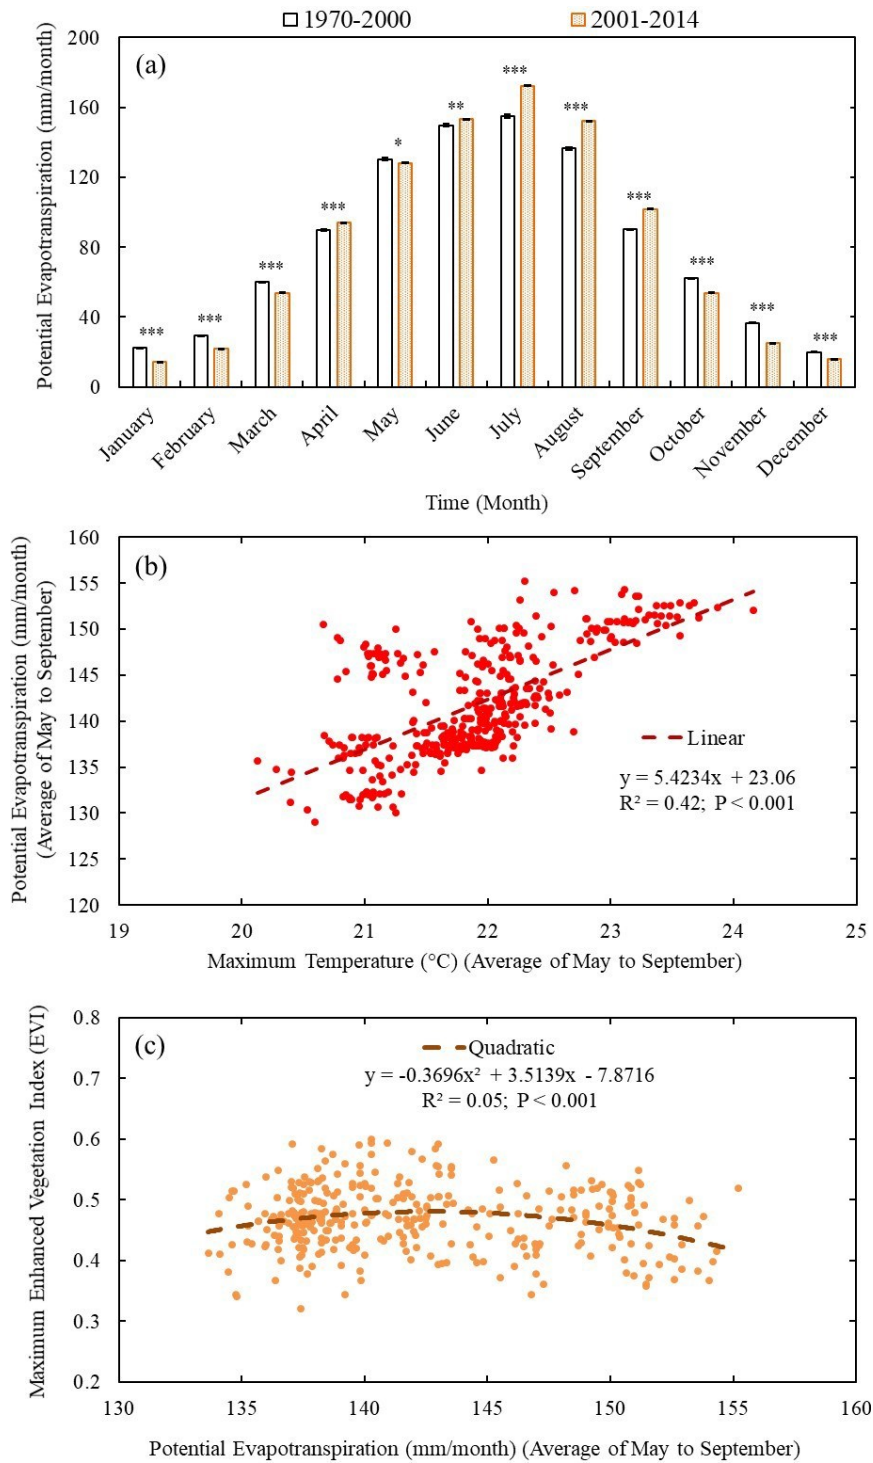 1970-2000 2001-2014
(a)
Potential Evapotranspiration (mm/month)
200
160
120
80
40
0
*** *** *** *** * ** *** *** *** *** *** ***
January February March April May June July August September October November December
Time (Month)
(b)
Potential Evapotranspiration (mm/month)
(Average of May to September)
160
155
150
145
140
135
130
125
120
Linear
y = 5.4234x + 23.06
R² = 0.42; P < 0.001
19 20 21 22 23 24 25
Maximum Temperature (°C) (Average of May to September)
(c)
Maximum Enhanced Vegetation Index (EVI)
0.8
0.7
0.6
0.5
0.4
0.3
0.2
Quadratic
y = -0.3696x² + 3.5139x - 7.8716
R² = 0.05; P < 0.001
130 135 140 145 150 155 160
Potential Evapotranspiration (mm/month) (Average of May to September)